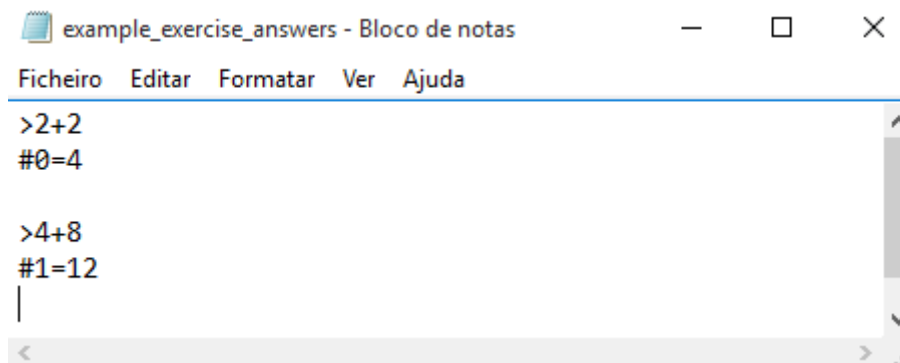 example_exercise_answers - Bloco de notas
Ficheiro Editar Formatar Ver Ajuda
>2+2
#0=4
>4+8
#1=12